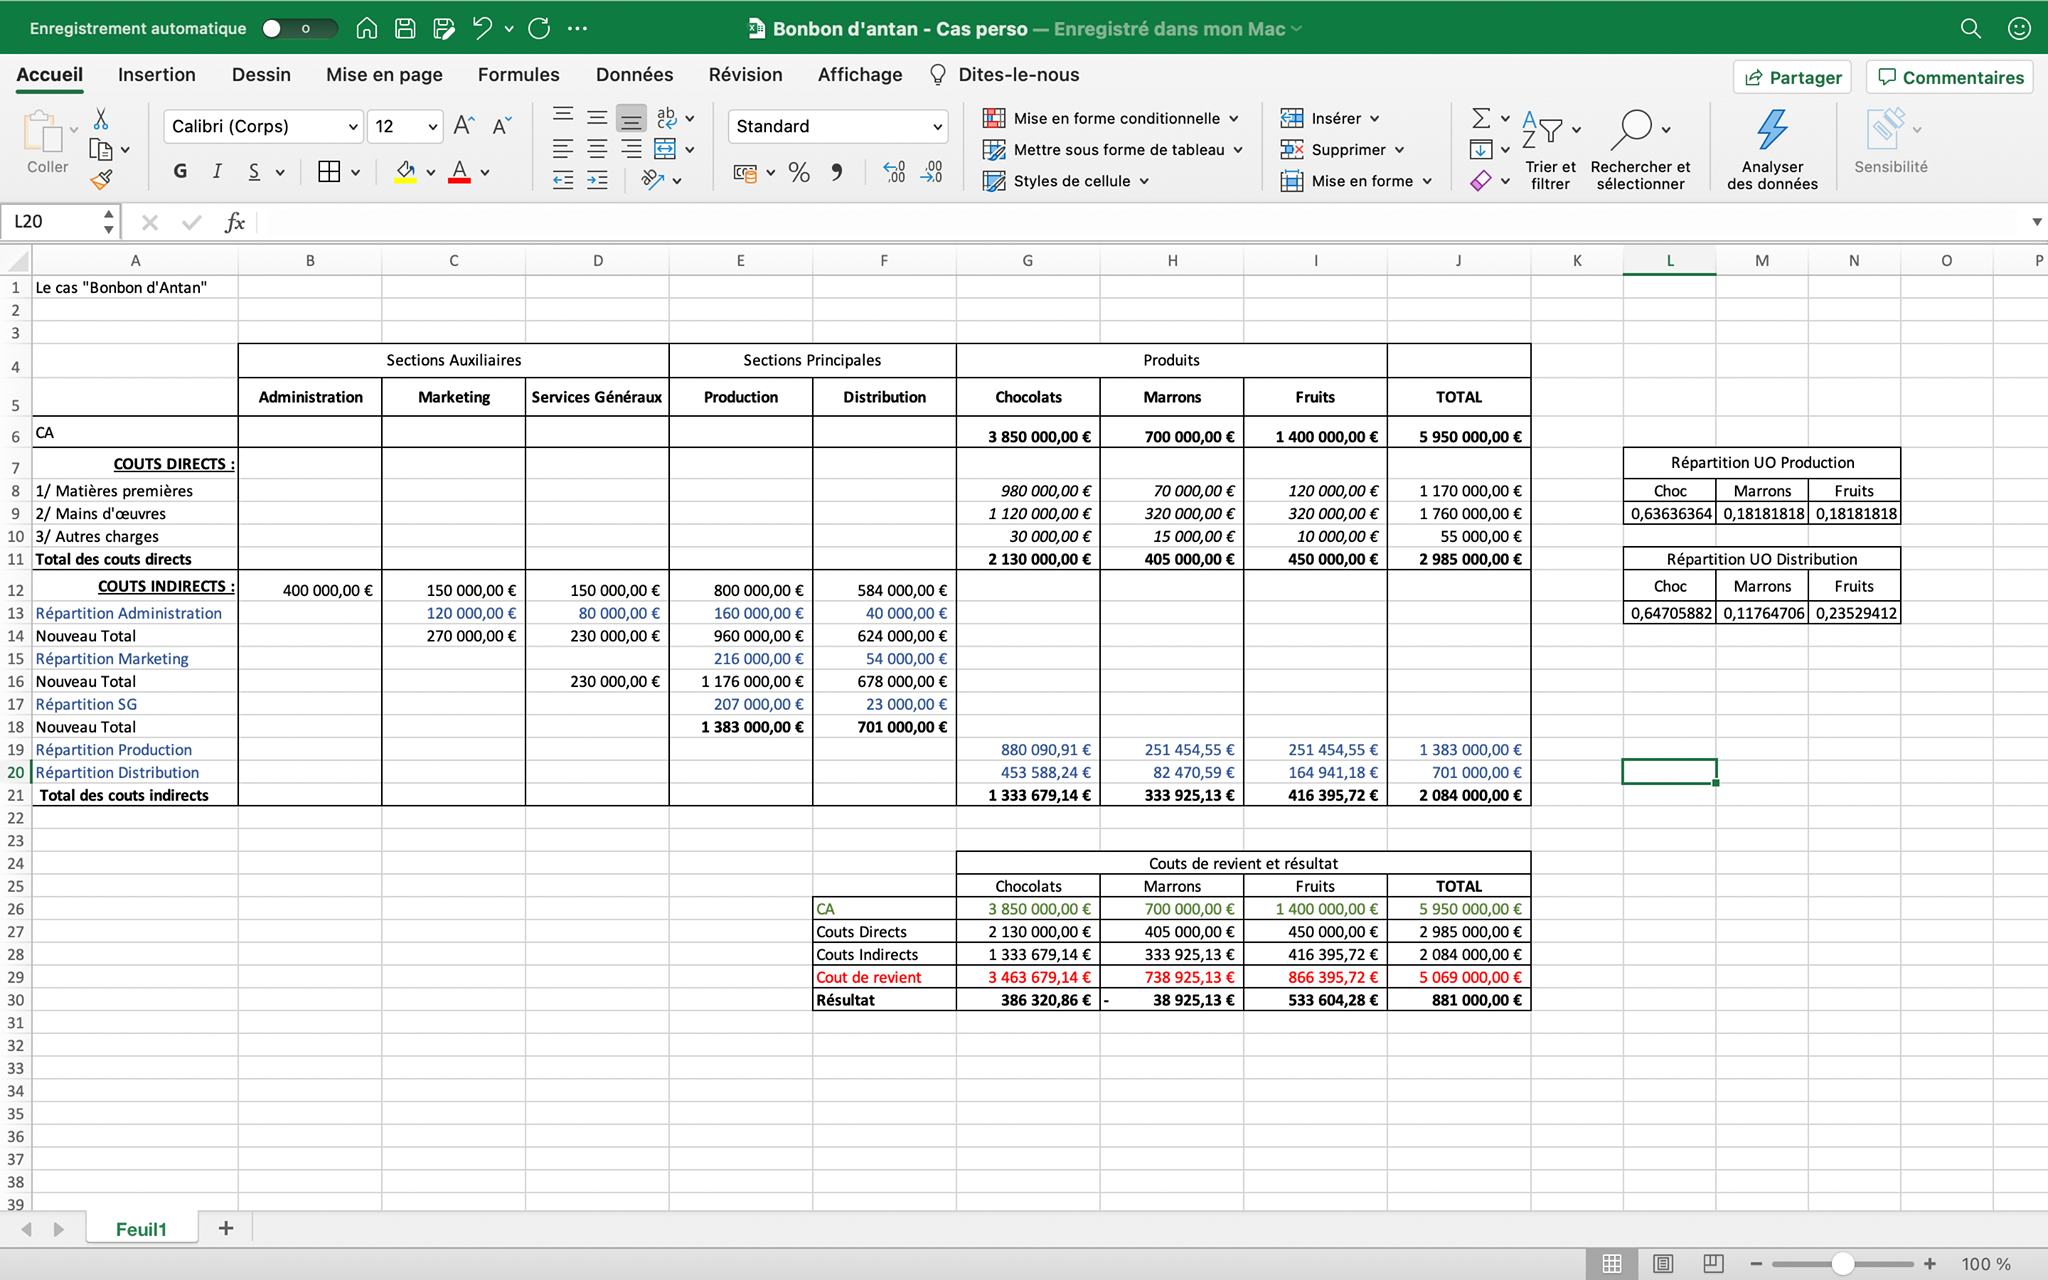 Enregistrement automatique
Bonbon d'antan - Cas perso — Enregistré dans mon Mac
Accueil Insertion Dessin Mise en page Formules Données Révision Affichage Dites-le-nous Partager Commentaires
Coller
Calibri (Corps) 12
G I S
Standard
Mise en forme conditionnelle
Mettre sous forme de tableau
Styles de cellule
Insérer
Supprimer
Mise en forme
Trier et filtrer
Rechercher et sélectionner
Analyser des données
Sensibilité
L20 fx
A B C D E F G H I J K L M N O P
1 Le cas "Bonbon d'Antan"
2
3
4 Sections Auxiliaires Sections Principales Produits
5 Administration Marketing Services Généraux Production Distribution Chocolats Marrons Fruits TOTAL
6 CA 3 850 000,00 € 700 000,00 € 1 400 000,00 € 5 950 000,00 €
7 COUTS DIRECTS : Répartition UO Production
8 1/ Matières premières 980 000,00 € 70 000,00 € 120 000,00 € 1 170 000,00 € Choc Marrons Fruits
9 2/ Mains d'œuvres 1 120 000,00 € 320 000,00 € 320 000,00 € 1 760 000,00 € 0,63636364 0,18181818 0,18181818
10 3/ Autres charges 30 000,00 € 15 000,00 € 10 000,00 € 55 000,00 €
11 Total des couts directs 2 130 000,00 € 405 000,00 € 450 000,00 € 2 985 000,00 € Répartition UO Distribution
12 COUTS INDIRECTS : 400 000,00 € 150 000,00 € 150 000,00 € 800 000,00 € 584 000,00 € Choc Marrons Fruits
13 Répartition Administration 120 000,00 € 80 000,00 € 160 000,00 € 40 000,00 € 0,64705882 0,11764706 0,23529412
14 Nouveau Total 270 000,00 € 230 000,00 € 960 000,00 € 624 000,00 €
15 Répartition Marketing 216 000,00 € 54 000,00 €
16 Nouveau Total 230 000,00 € 1 176 000,00 € 678 000,00 €
17 Répartition SG 207 000,00 € 23 000,00 €
18 Nouveau Total 1 383 000,00 € 701 000,00 €
19 Répartition Production 880 090,91 € 251 454,55 € 251 454,55 € 1 383 000,00 €
20 Répartition Distribution 453 588,24 € 82 470,59 € 164 941,18 € 701 000,00 €
21 Total des couts indirects 1 333 679,14 € 333 925,13 € 416 395,72 € 2 084 000,00 €
22
23
24 Couts de revient et résultat
25 Chocolats Marrons Fruits TOTAL
26 CA 3 850 000,00 € 700 000,00 € 1 400 000,00 € 5 950 000,00 €
27 Couts Directs 2 130 000,00 € 405 000,00 € 450 000,00 € 2 985 000,00 €
28 Couts Indirects 1 333 679,14 € 333 925,13 € 416 395,72 € 2 084 000,00 €
29 Cout de revient 3 463 679,14 € 738 925,13 € 866 395,72 € 5 069 000,00 €
30 Résultat 386 320,86 € - 38 925,13 € 533 604,28 € 881 000,00 €
31
32
33
34
35
36
37
38
39
Feuil1
100 %